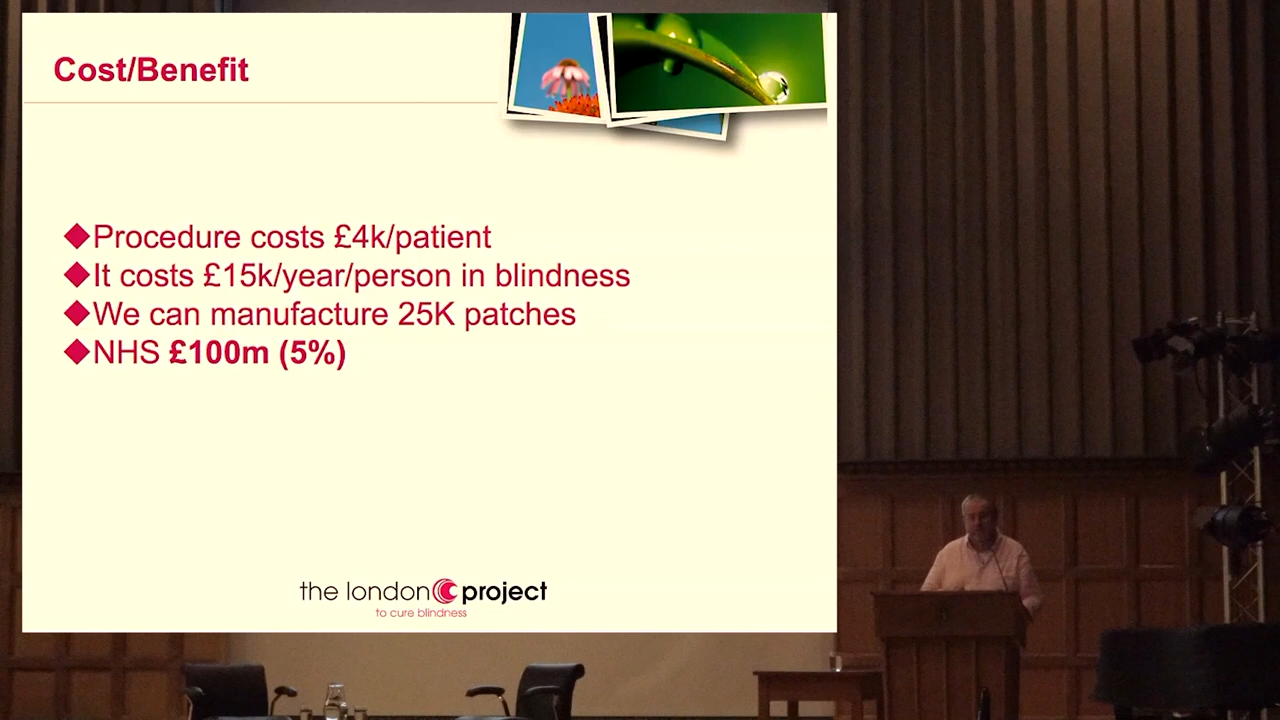 Cost/Benefit
◆Procedure costs £4k/patient
◆It costs £15k/year/person in blindness
◆We can manufacture 25K patches
◆NHS £100m (5%)
the london project
to cure blindness